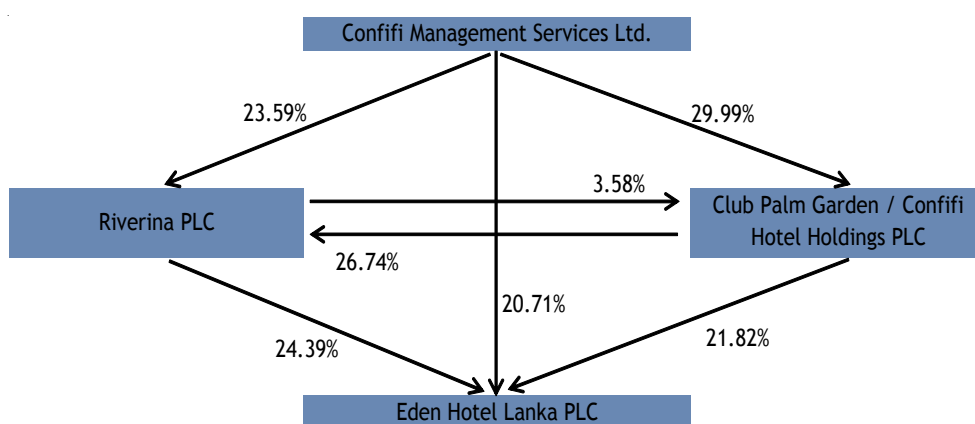 Confifi Management Services Ltd.
23.59%
29.99%
3.58%
Riverina PLC
Club Palm Garden / Confifi
Hotel Holdings PLC
26.74%
20.71%
24.39%
21.82%
Eden Hotel Lanka PLC